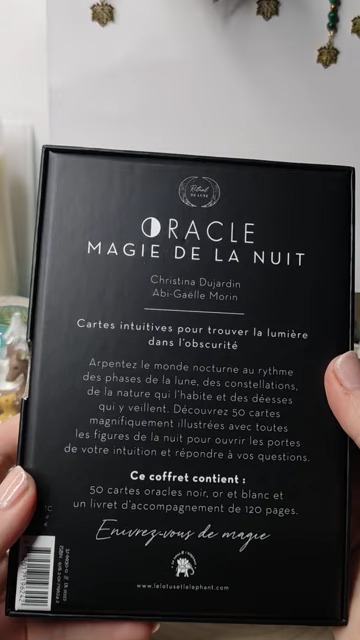 Rituel
DE LUNE
ORACLE
MAGIE DE LA NUIT
Christina Dujardin
Abi-Gaëlle Morin
Cartes intuitives pour trouver la lumière
dans l'obscurité
Arpentez le monde nocturne au rythme
des phases de la lune, des constellations,
de la nature qui l'habite et des déesses
qui y veillent. Découvrez 50 cartes
magnifiquement illustrées avec toutes
les figures de la nuit pour ouvrir les portes
de votre intuition et répondre à vos questions.
Ce coffret contient :
50 cartes oracles noir, or et blanc et
un livret d'accompagnement de 120 pages.
Enivrez-vous de magie
www.lelotusetlelephant.com